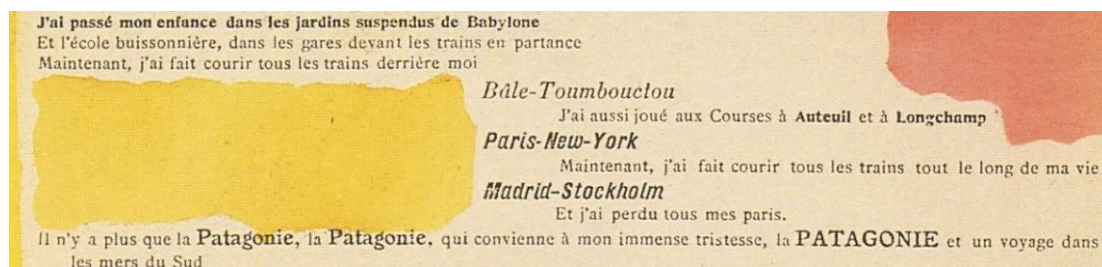 J'ai passé mon enfance dans les jardins suspendus de Babylone
Et l'école buissonnière, dans les gares devant les trains en partance
Maintenant, j'ai fait courir tous les trains derrière moi
Bâle-Toumbouctou
J'ai aussi joué aux Courses à Auteuil et à Longchamp
Paris-New-York
Maintenant, j'ai fait courir tous les trains tout le long de ma vie
Madrid-Stockholm
Et j'ai perdu tous mes paris.
Il n'y a plus que la Patagonie, la Patagonie, qui convienne à mon immense tristesse, la PATAGONIE et un voyage dans
les mers du Sud